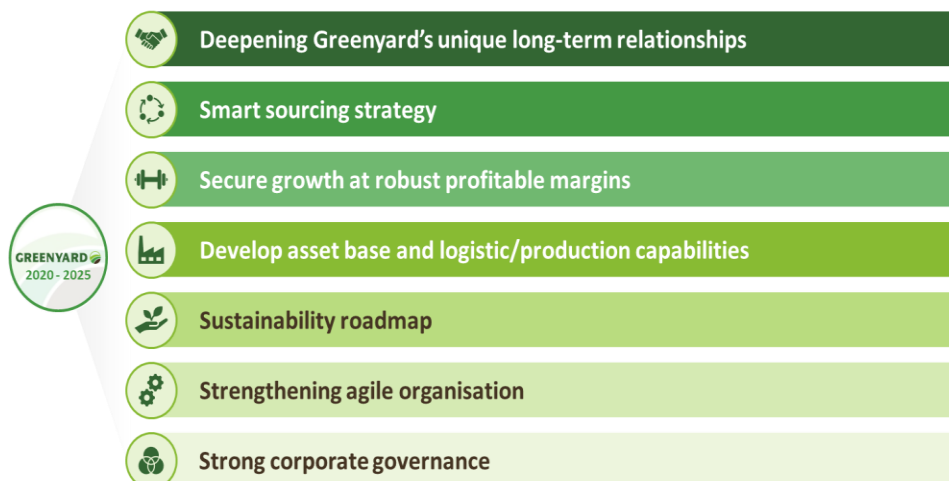 Deepening Greenyard's unique long-term relationships
Smart sourcing strategy
Secure growth at robust profitable margins
GREENYARD
2020 - 2025
Develop asset base and logistic/production capabilities
Sustainability roadmap
Strengthening agile organisation
Strong corporate governance